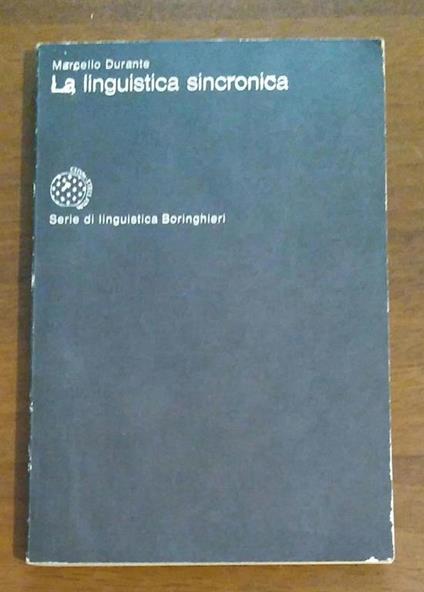 Marcello Durante
La linguistica sincronica
Serie di linguistica Boringhieri